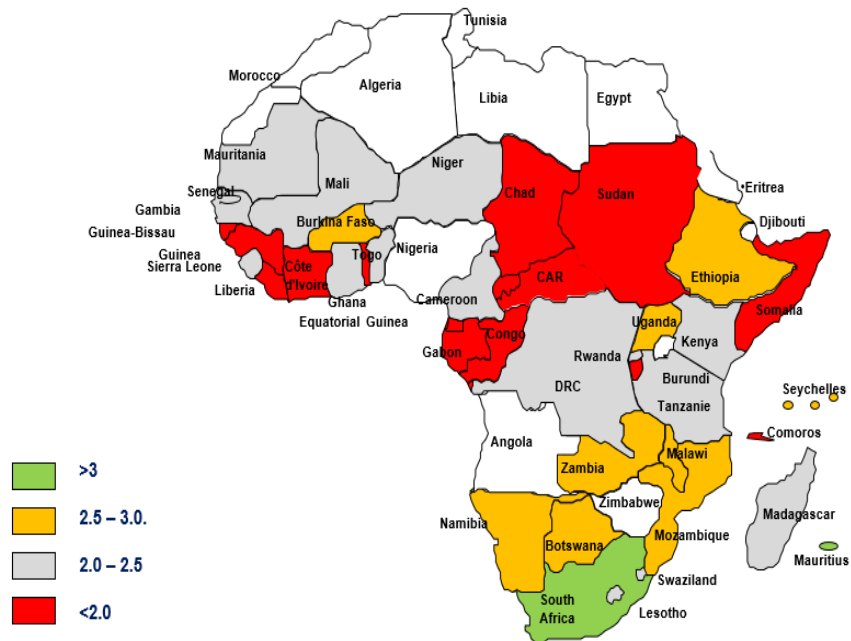 Tunisia
Morocco
Algeria
Libia
Egypt
Mauritania
Mali
Niger
Chad
Sudan
Eritrea
Senegal
Gambia
Guinea-Bissau
Burkina Faso
Djibouti
Guinea
Sierra Leone
Côte
d'Ivoire
Togo
Nigeria
CAR
Ethiopia
Liberia
Ghana
Cameroon
Somalia
Equatorial Guinea
Uganda
Congo
Kenya
Gabon
Rwanda
DRC
Burundi
Seychelles
Tanzanie
Comoros
Angola
Malawi
Zambia
Zimbabwe
Madagascar
Namibia
Mozambique
Botswana
Mauritius
Swaziland
South
Africa
Lesotho
>3
2.5 – 3.0.
2.0 – 2.5
<2.0